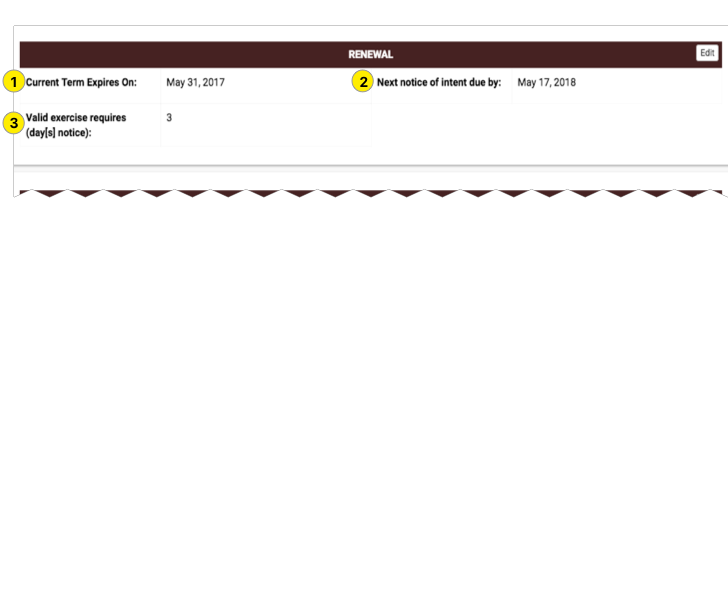 RENEWAL
Edit
1 Current Term Expires On: May 31, 2017
2 Next notice of intent due by: May 17, 2018
3 Valid exercise requires 3
(day[s] notice):